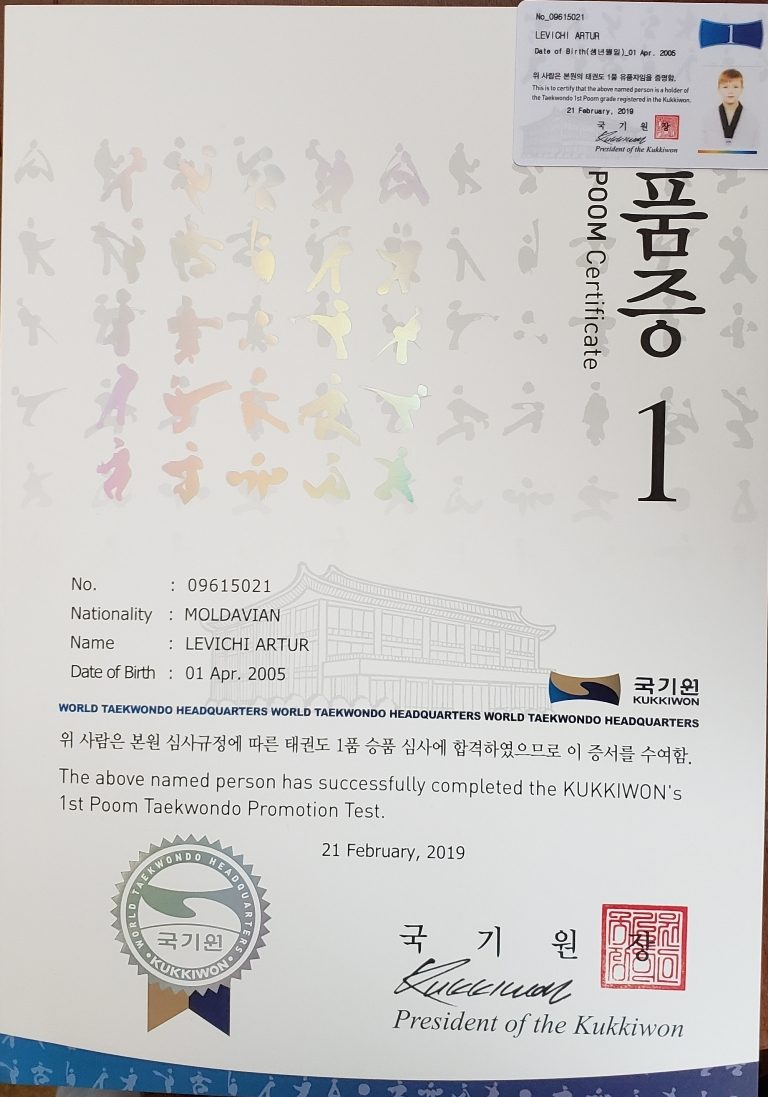 No_09615021
LEVICHI ARTUR
Date of Birth(생년월일)_01 Apr. 2005
위 사람은 본원의 태권도 1품 유품자임을 증명함.
This is to certify that the above named person is a holder of
the Taekwondo 1st Poom grade registered in the Kukkiwon.
21 February, 2019
국 기 원 장
Kukkiwon
President of the Kukkiwon
1
품증 1
POOM Certificate
No. : 09615021
Nationality : MOLDAVIAN
Name : LEVICHI ARTUR
Date of Birth : 01 Apr. 2005
국기원
KUKKIWON
WORLD TAEKWONDO HEADQUARTERS WORLD TAEKWONDO HEADQUARTERS WORLD TAEKWONDO HEADQUARTERS
위 사람은 본원 심사규정에 따른 태권도 1품 승품 심사에 합격하였으므로 이 증서를 수여함.
The above named person has successfully completed the KUKKIWON's
1st Poom Taekwondo Promotion Test.
21 February, 2019
WORLD TAEKWONDO HEADQUARTERS
국기원
•KUKKIWON•
국 기 원 장
Kukkiwon
President of the Kukkiwon